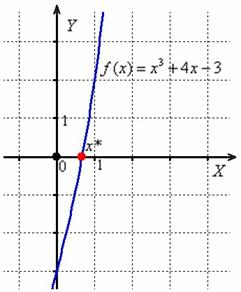 Y
f(x) = x³ + 4x − 3
1
x*
0
1
X